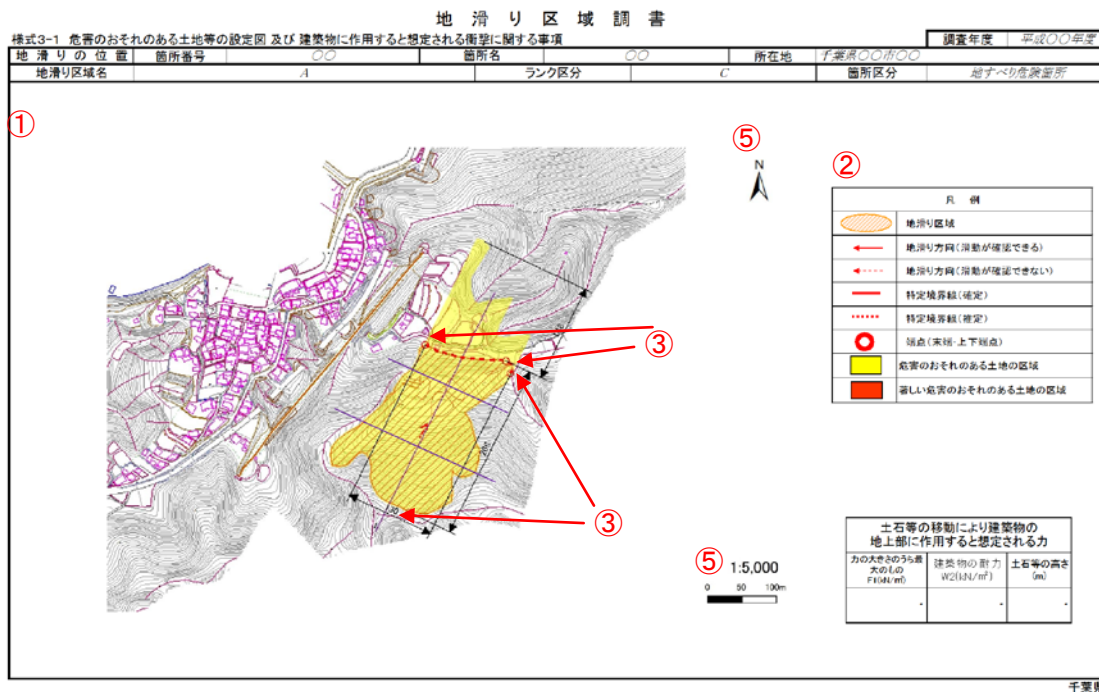 地滑り区域調書
様式3-1 危害のおそれのある土地等の設定図 及び 建築物に作用すると想定される衝撃に関する事項
調査年度 平成〇〇年度
地滑りの位置 箇所番号 〇〇 箇所名 〇〇 所在地 千葉県〇〇市〇〇
地滑り区域名 A ランク区分 C 箇所区分 地すべり危険箇所
①
⑤
N
②
凡 例
地滑り区域
地滑り方向(滑動が確認できる)
地滑り方向(滑動が確認できない)
特定境界線(確定)
特定境界線(確定)
端点(末端・上下端点)
危害のおそれのある土地の区域
著しい危害のおそれのある土地の区域
③
③
③
⑤ 1:5,000
0 50 100m
土石等の移動により建築物の
地上部に作用すると想定される力
力の大きさのうち最大のもの
F1(kN/㎡)
建築物の耐力
W2(kN/㎡)
土石等の高さ
(m)
- - -
千葉県